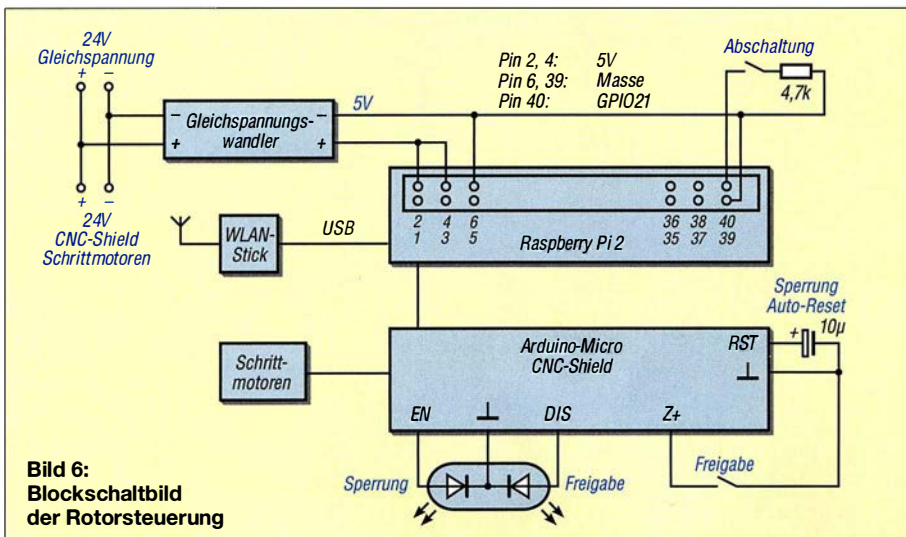 24V
Gleichspannung
+ −
Gleichspannungs-
wandler
− −
+ +
5V
Pin 2, 4: 5V
Pin 6, 39: Masse
Pin 40: GPIO21
Abschaltung
4,7k
+ −
24V
CNC-Shield
Schrittmotoren
WLAN-
Stick
USB
2 4 6 36 38 40
1 3 5 35 37 39
Raspberry Pi 2
Sperrung
Auto-Reset
+ 10µ
Schritt-
motoren
Arduino-Micro
CNC-Shield
RST
EN DIS Z+
Sperrung
Freigabe
Freigabe
Bild 6:
Blockschaltbild
der Rotorsteuerung